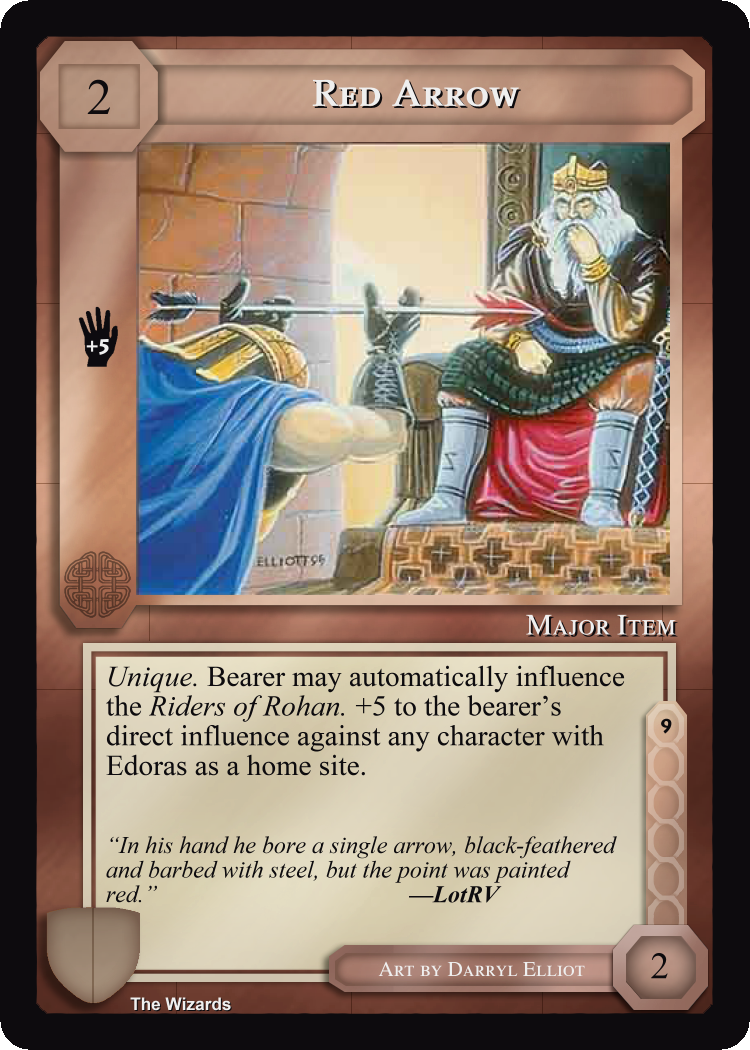 2
RED ARROW
+5
ELLIOTT95
MAJOR ITEM
Unique. Bearer may automatically influence
the Riders of Rohan. +5 to the bearer’s
direct influence against any character with
Edoras as a home site.
9
“In his hand he bore a single arrow, black-feathered
and barbed with steel, but the point was painted
red.” —LotRV
ART BY DARRYL ELLIOT
2
The Wizards